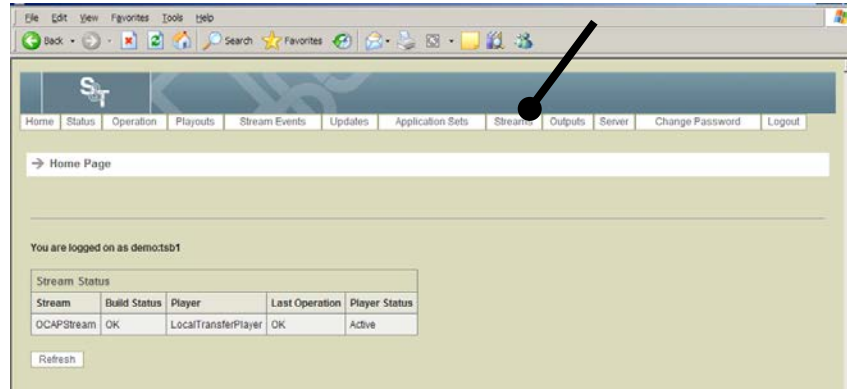 File Edit View Favorites Tools Help
Back Search Favorites
S&T
Home Status Operation Playouts Stream Events Updates Application Sets Streams Outputs Server Change Password Logout
→ Home Page
You are logged on as demo:tsb1
Stream Status
Stream Build Status Player Last Operation Player Status
OCAPStream OK LocalTransferPlayer OK Active
Refresh